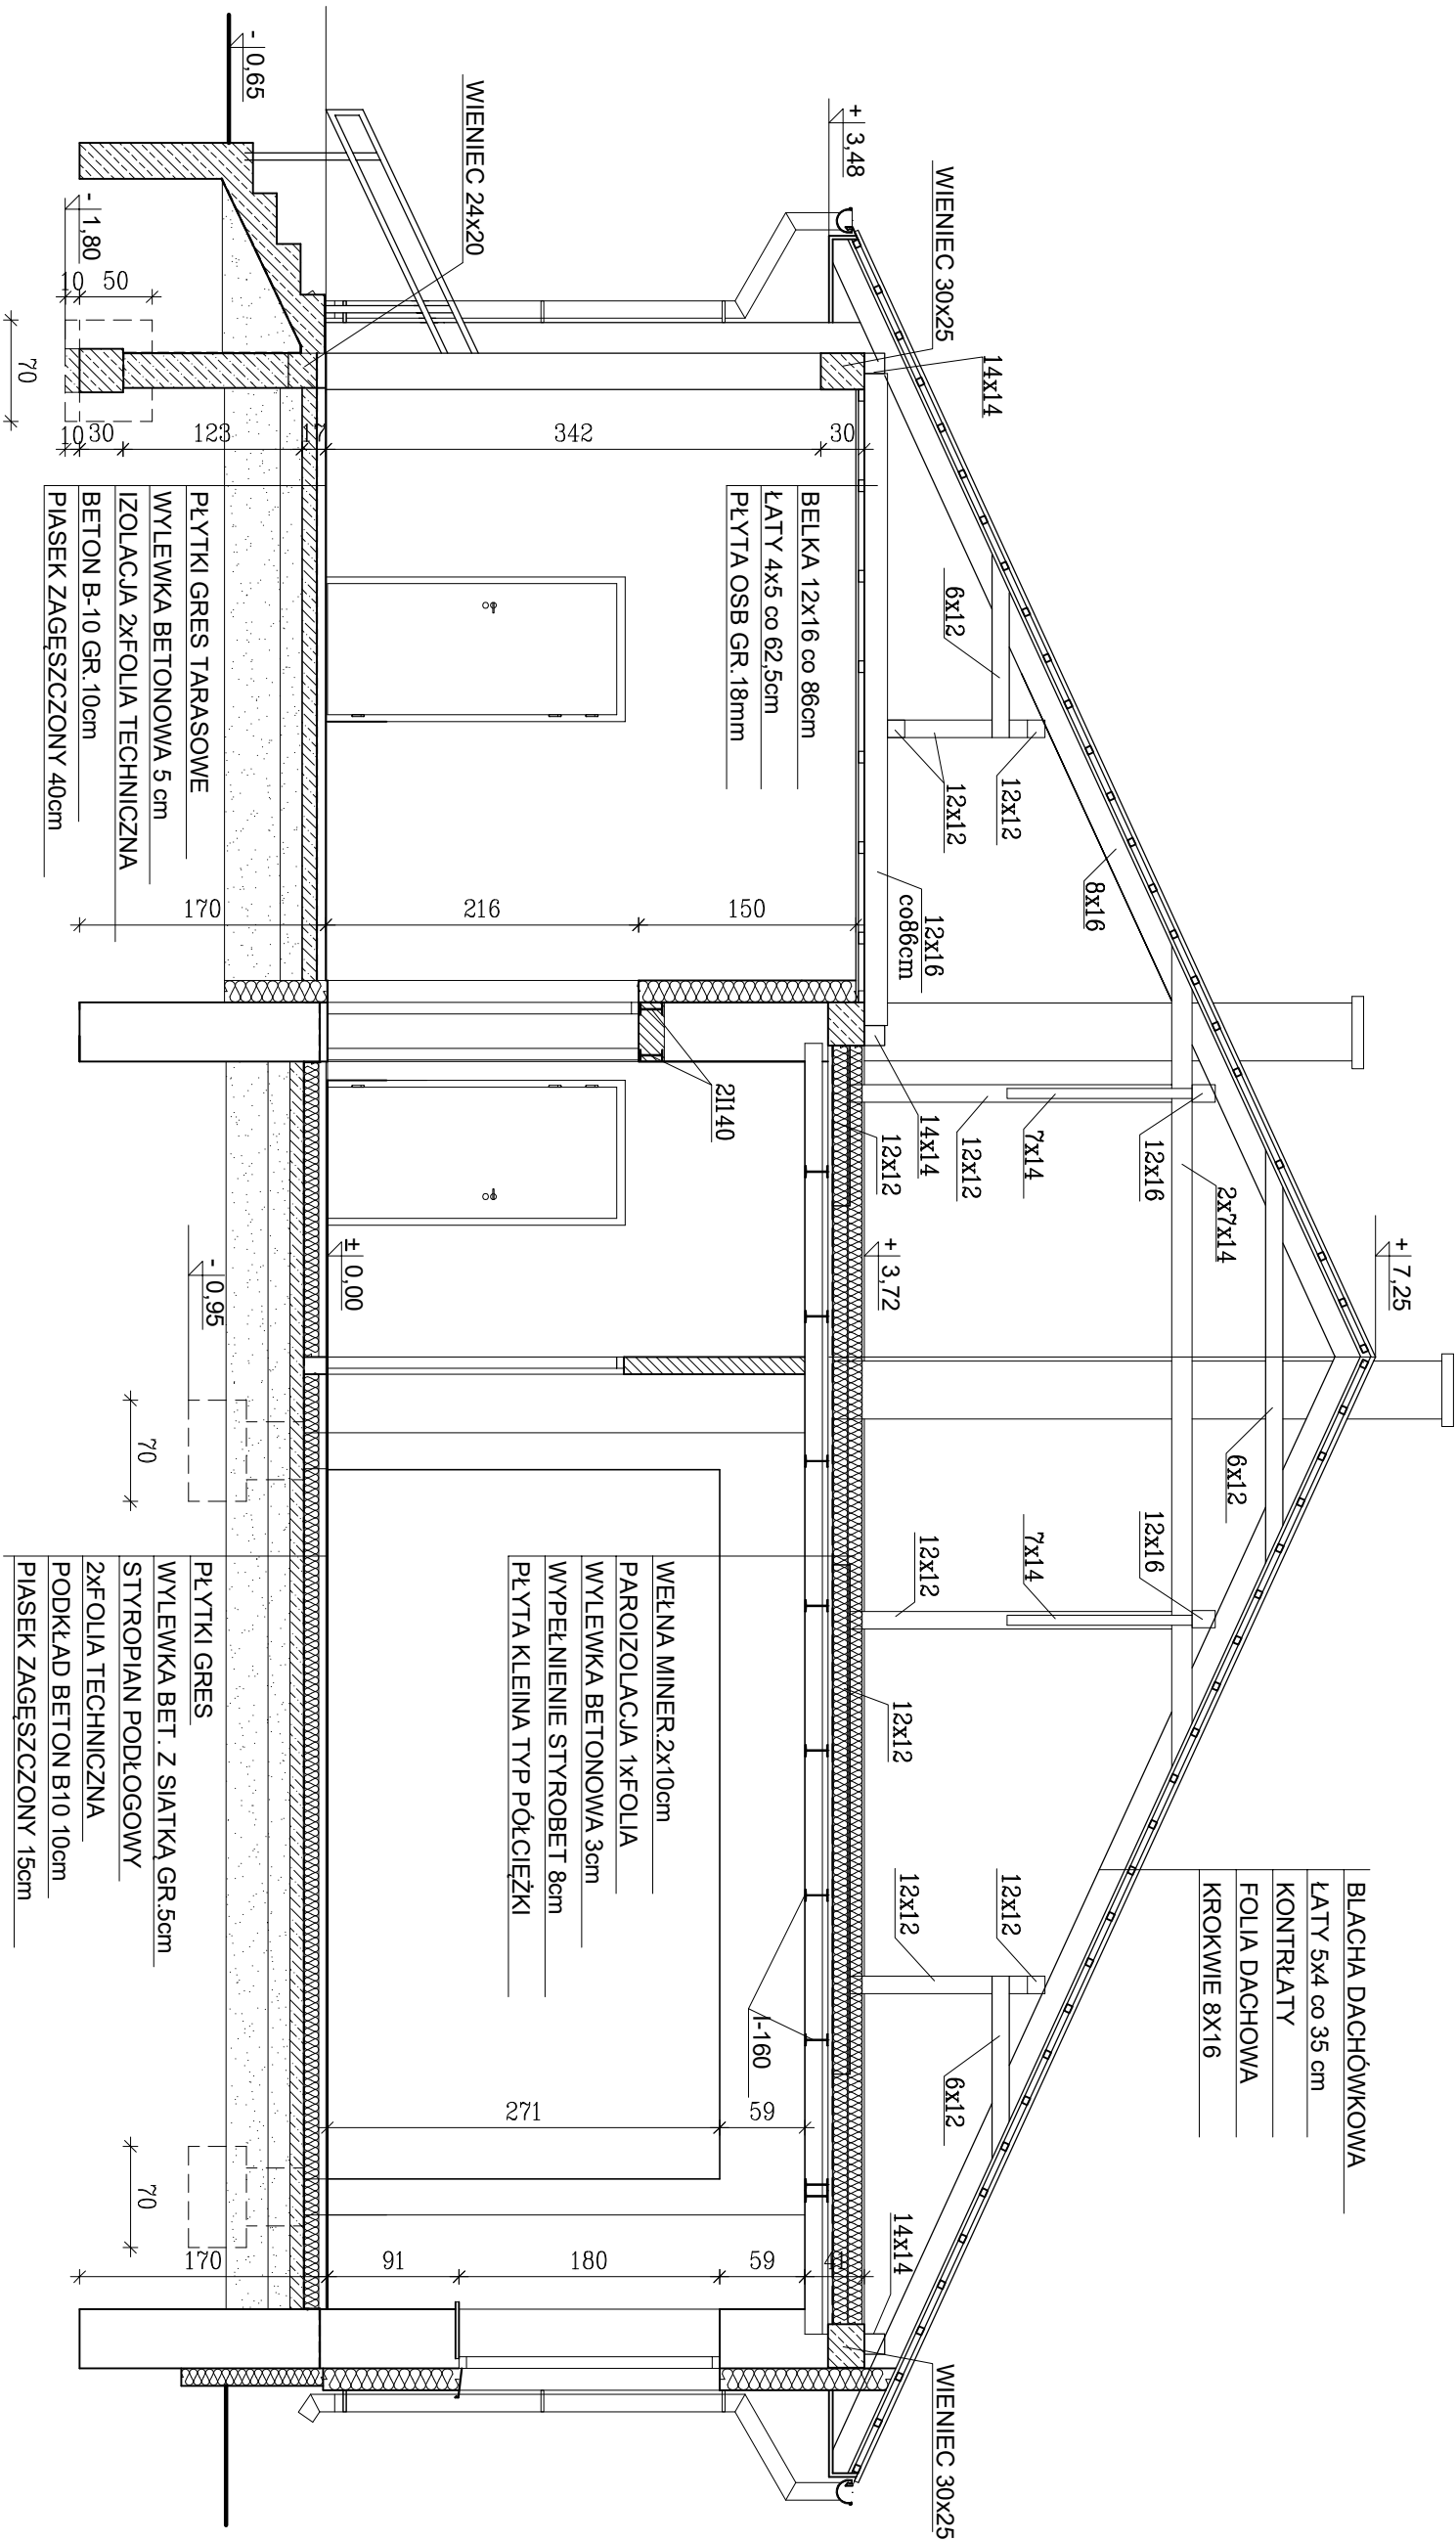 + 7,25
BLACHA DACHÓWKOWA
ŁATY 5x4 co 35 cm
KONTRŁATY
FOLIA DACHOWA
KROKWIE 8X16
6x12
2x7x14
12x16
12x16
7x14
7x14
8x16
12x12
12x12
6x12
12x12
12x12
6x12
12x16
co86cm
14x14
14x14
12x12
12x12
12x12
12x12
14x14
+ 3,48
WIENIEC 30x25
+ 3,72
WIENIEC 30x25
30
342
123
30
10
BELKA 12x16 co 86cm
ŁATY 4x5 co 62,5cm
PŁYTA OSB GR.18mm
150
216
170
2I140
WEŁNA MINER.2x10cm
PAROIZOLACJA 1xFOLIA
WYLEWKA BETONOWA 3cm
WYPEŁNIENIE STYROBET 8cm
PŁYTA KLEINA TYP PÓŁCIĘŻKI
I-160
59
271
41
59
180
91
170
WIENIEC 24x20
± 0,00
- 0,65
- 0,95
- 1,80
50
10
70
70
70
PŁYTKI GRES TARASOWE
WYLEWKA BETONOWA 5 cm
IZOLACJA 2xFOLIA TECHNICZNA
BETON B-10 GR.10cm
PIASEK ZAGĘSZCZONY 40cm
PŁYTKI GRES
WYLEWKA BET. Z SIATKĄ GR.5cm
STYROPIAN PODŁOGOWY
2xFOLIA TECHNICZNA
PODKŁAD BETON B10 10cm
PIASEK ZAGĘSZCZONY 15cm